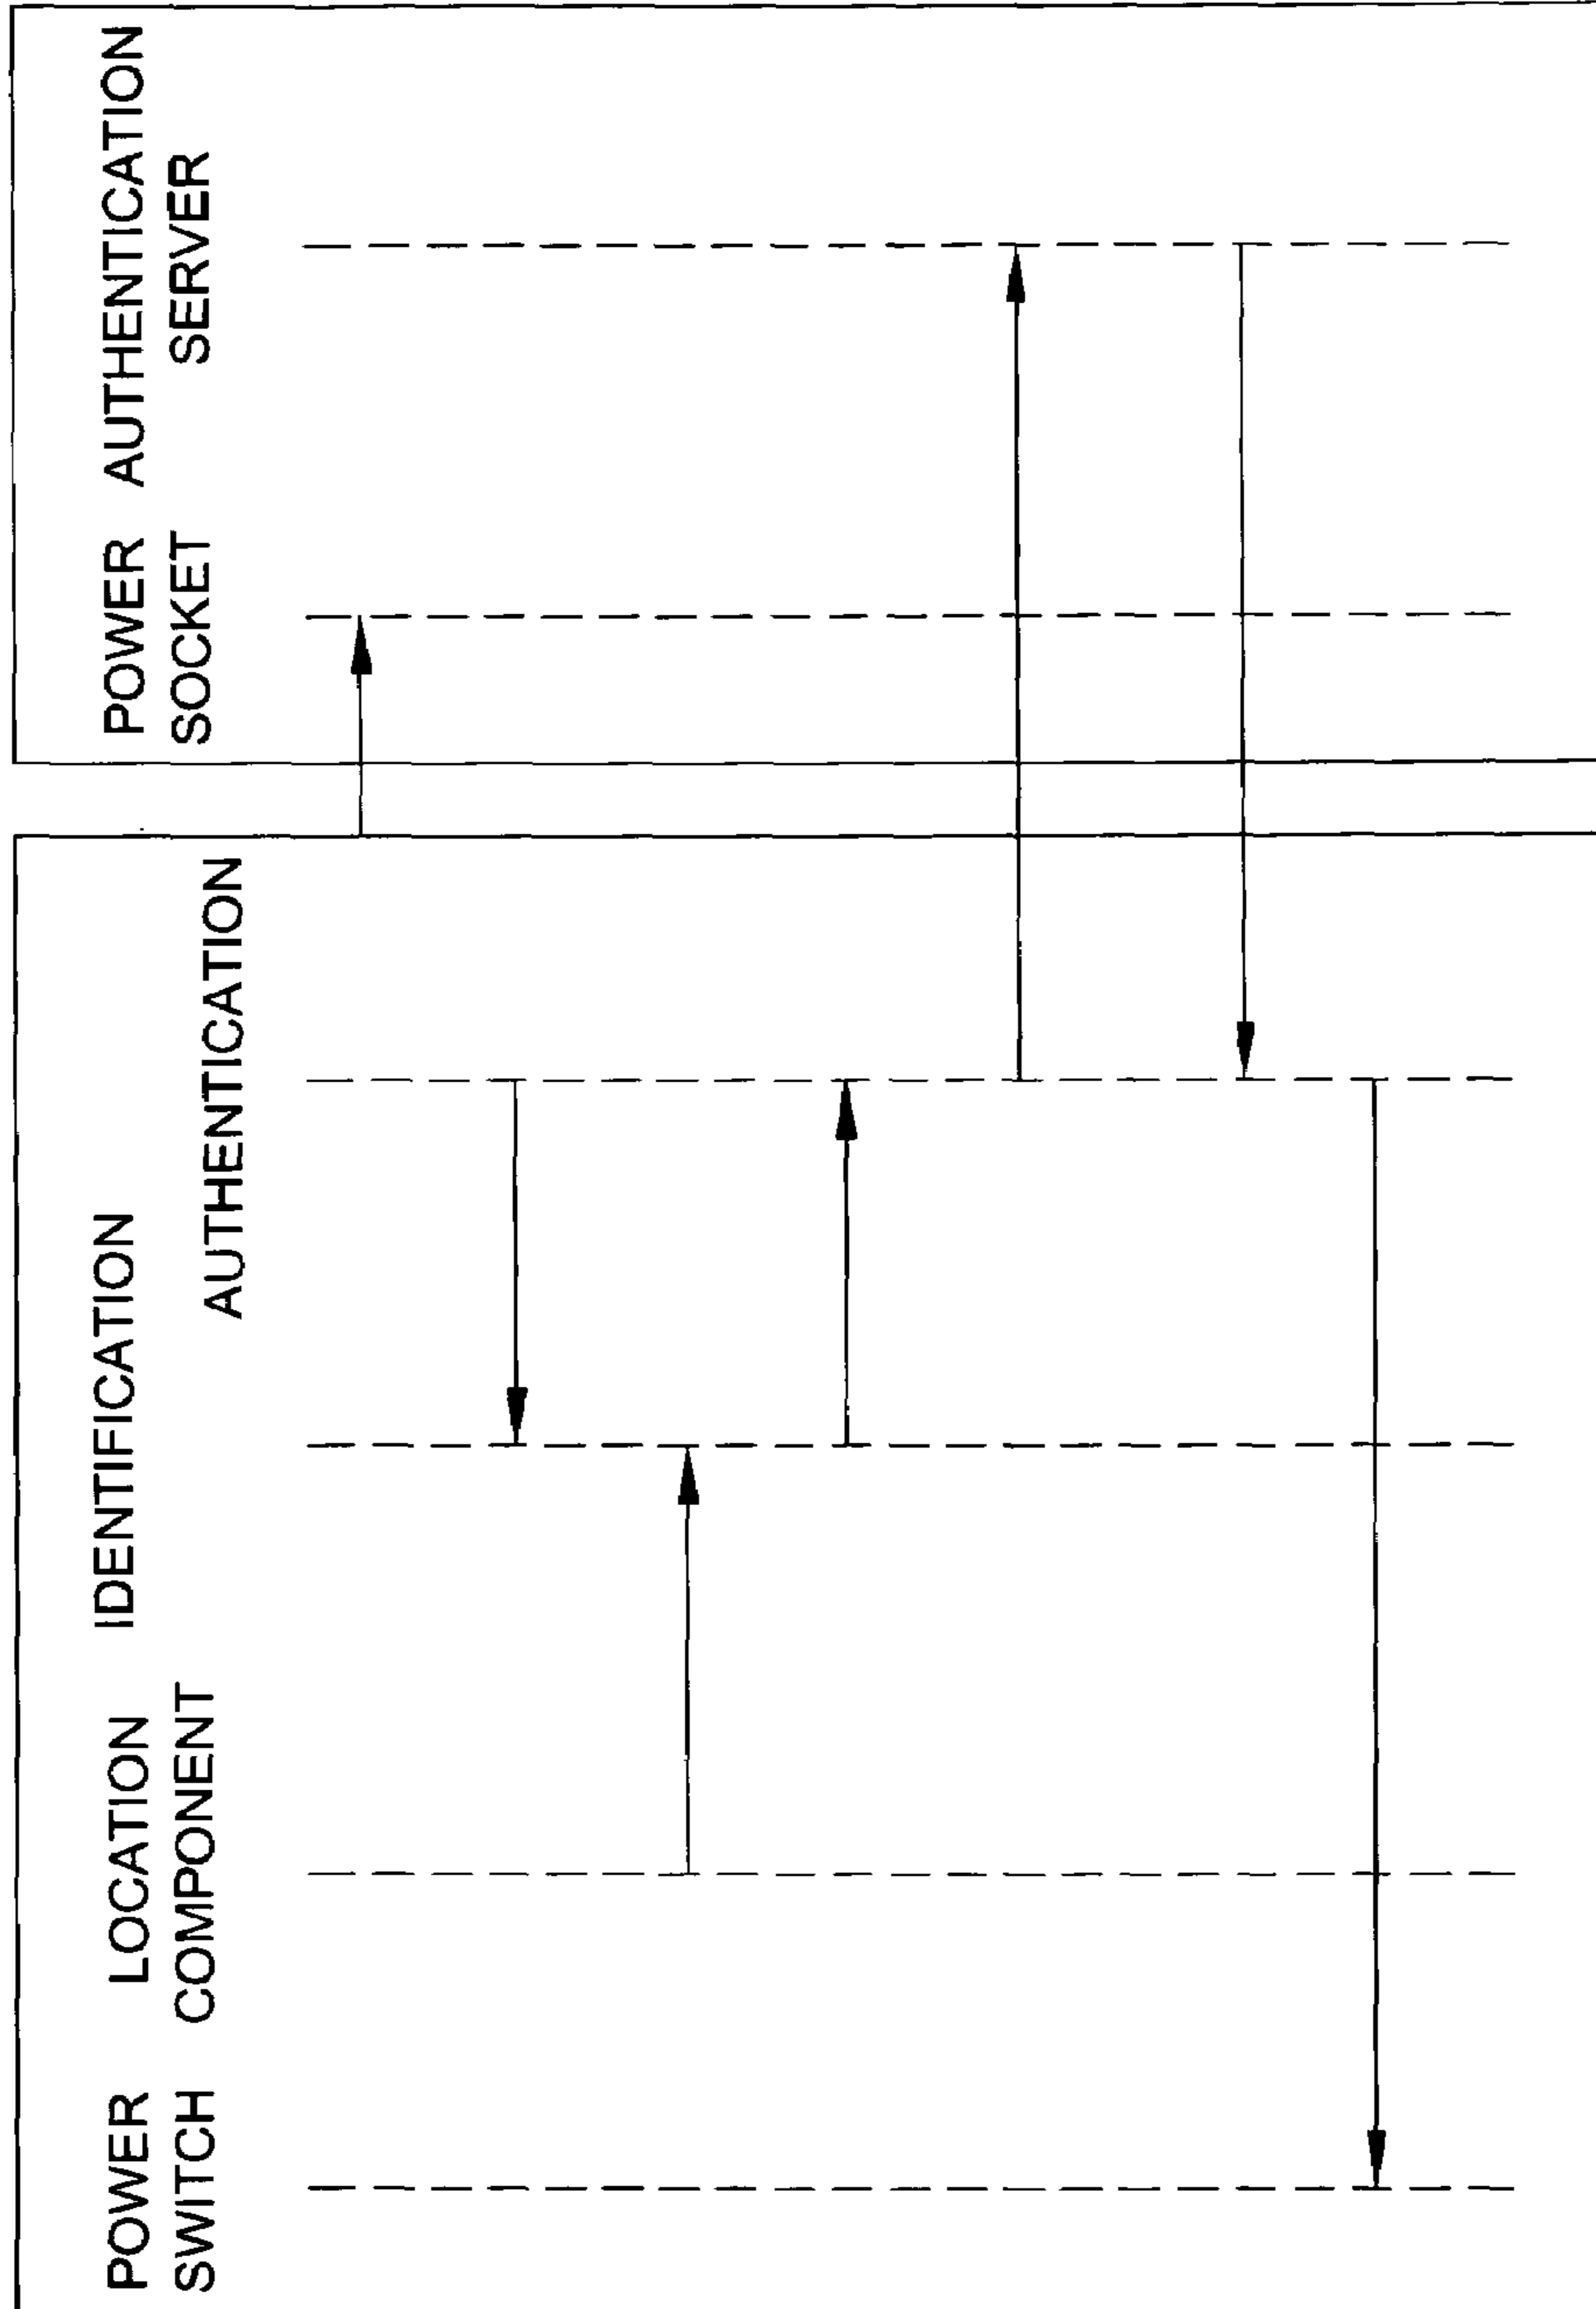 POWER
SWITCH
LOCATION
COMPONENT
IDENTIFICATION
AUTHENTICATION
POWER
SOCKET
AUTHENTICATION
SERVER